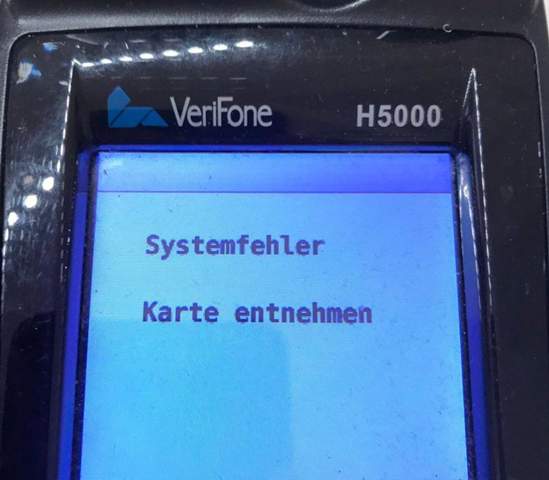 VeriFone H5000
Systemfehler
Karte entnehmen